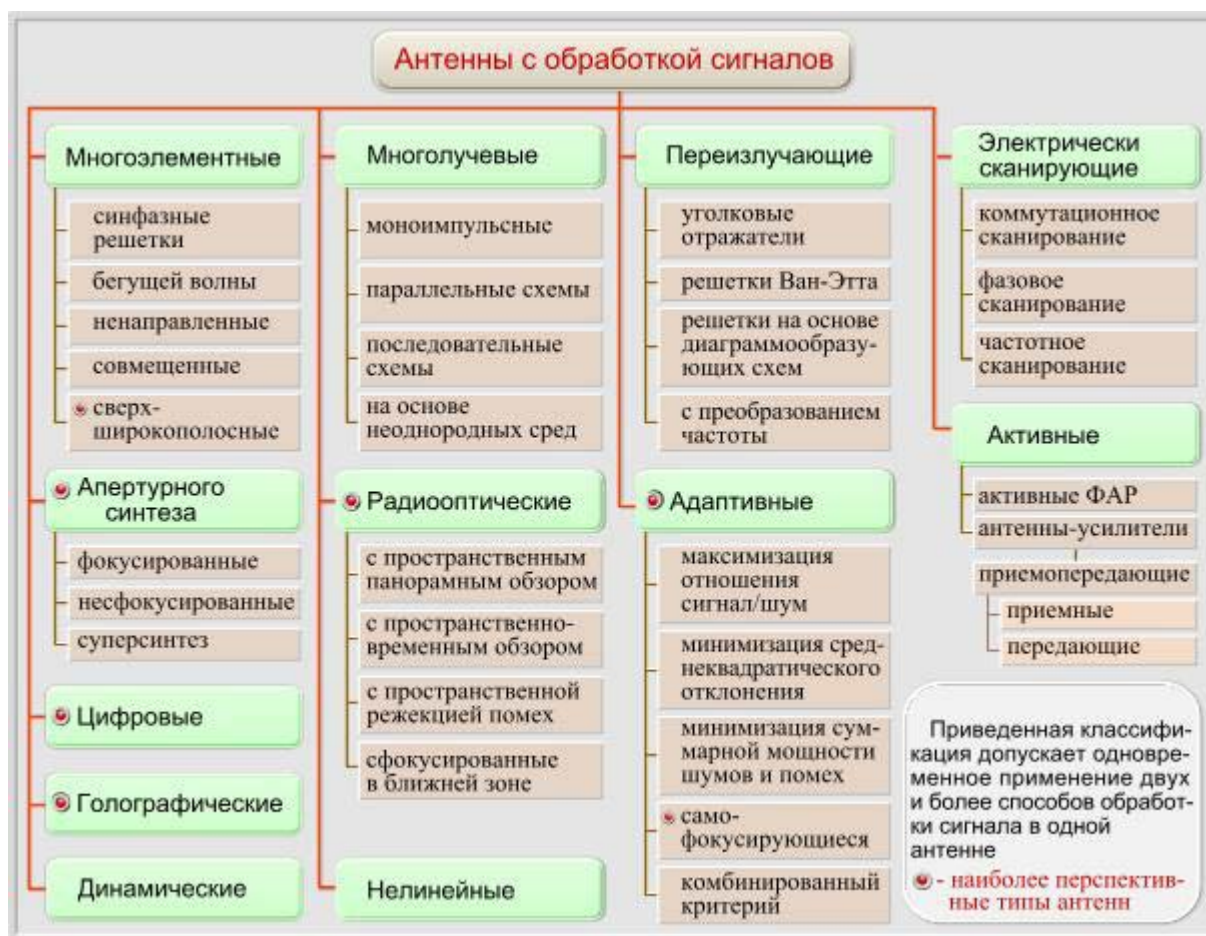 Антенны с обработкой сигналов
Многоэлементные
синфазные
решетки
бегущей волны
ненаправленные
совмещенные
сверх-
широкополосные
Апертурного
синтеза
фокусированные
несфокусированные
суперсинтез
Цифровые
Голографические
Динамические
Многолучевые
моноимпульсные
параллельные схемы
последовательные
схемы
на основе
неоднородных сред
Радиооптические
с пространственным
панорамным обзором
с пространственно-
временным обзором
с пространственной
режекцией помех
сфокусированные
в ближней зоне
Нелинейные
Переизлучающие
уголковые
отражатели
решетки Ван-Этта
решетки на основе
диаграммообразу-
ющих схем
с преобразованием
частоты
Адаптивные
максимизация
отношения
сигнал/шум
минимизация сред-
неквадратического
отклонения
минимизация сум-
марной мощности
шумов и помех
само-
фокусирующиеся
комбинированный
критерий
Электрически
сканирующие
коммутационное
сканирование
фазовое
сканирование
частотное
сканирование
Активные
активные ФАР
антенны-усилители
приемопередающие
приемные
передающие
Приведенная классифи-
кация допускает одновре-
менное применение двух
и более способов обработ-
ки сигнала в одной
антенне
- наиболее перспектив-
ные типы антенн